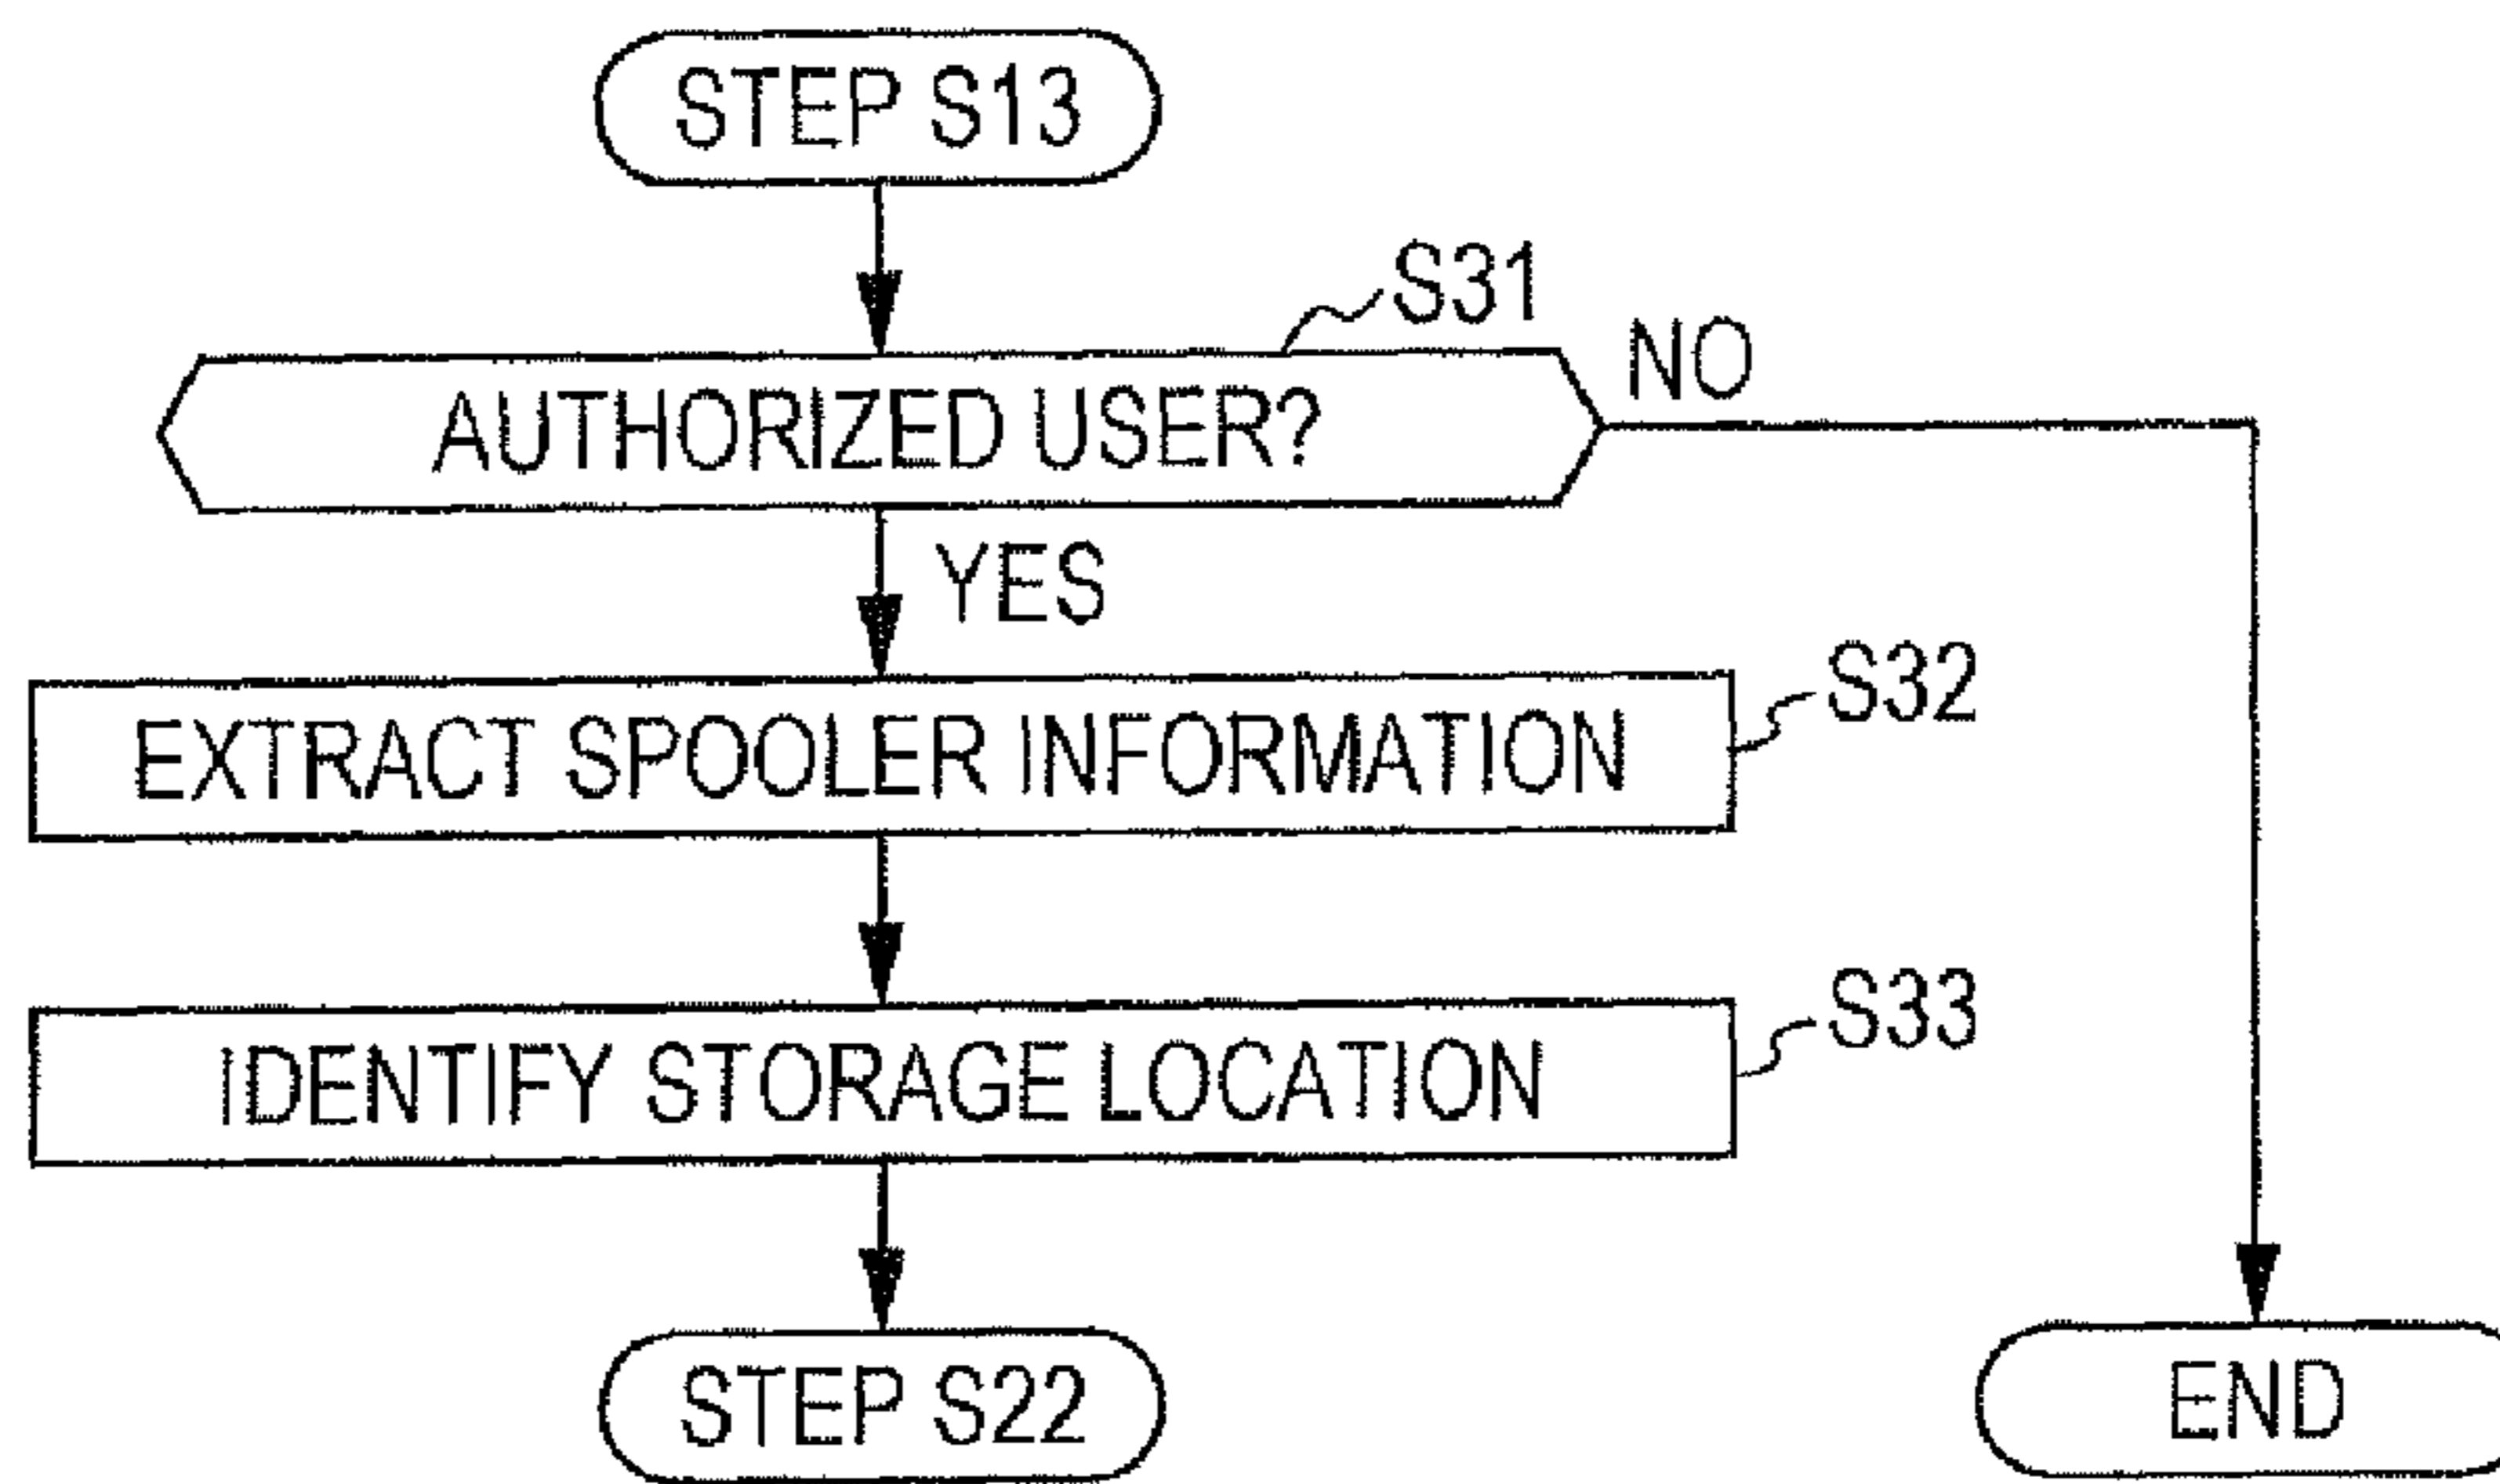 STEP S13
S31
AUTHORIZED USER?
NO
YES
S32
EXTRACT SPOOLER INFORMATION
S33
IDENTIFY STORAGE LOCATION
STEP S22
END